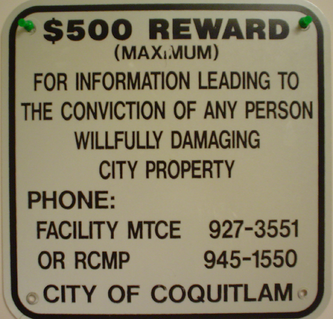 $500 REWARD
(MAXIMUM)
FOR INFORMATION LEADING TO
THE CONVICTION OF ANY PERSON
WILLFULLY DAMAGING
CITY PROPERTY
PHONE:
FACILITY MTCE 927-3551
OR RCMP 945-1550
CITY OF COQUITLAM